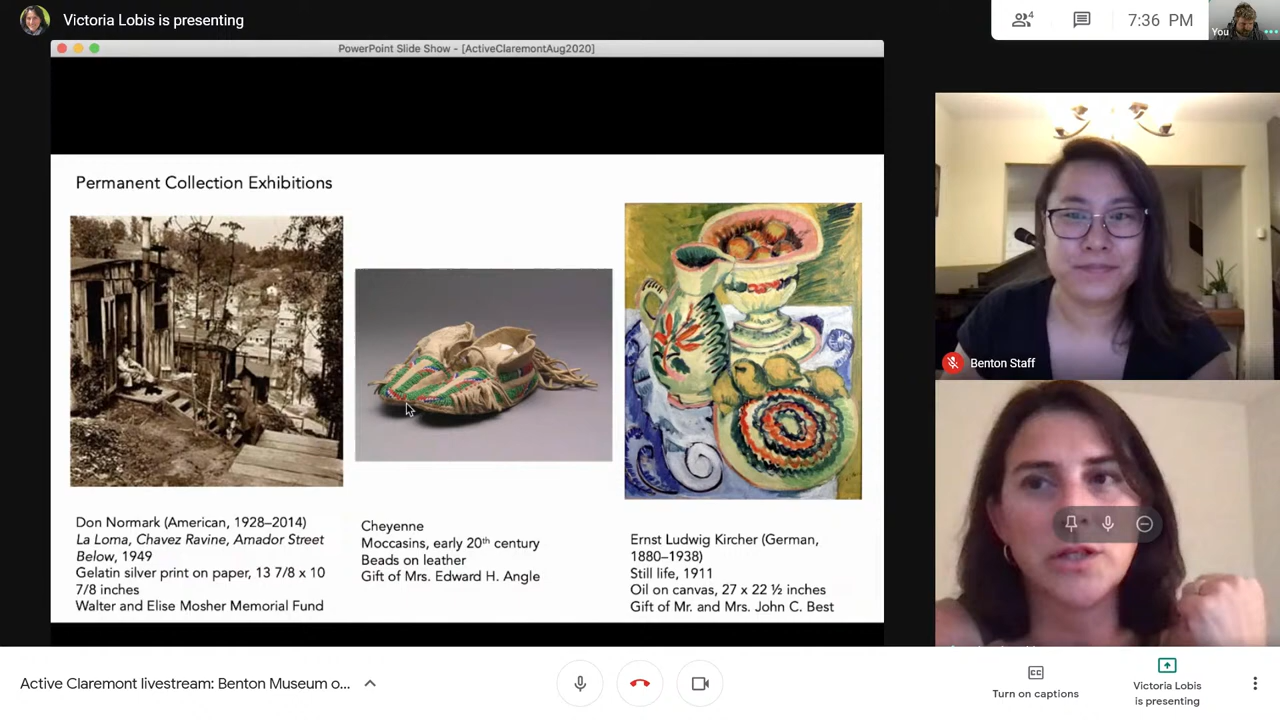 Victoria Lobis is presenting
4
7:36 PM
You
PowerPoint Slide Show - [ActiveClaremontAug2020]
Permanent Collection Exhibitions
Don Normark (American, 1928–2014)
La Loma, Chavez Ravine, Amador Street
Below, 1949
Gelatin silver print on paper, 13 7/8 x 10
7/8 inches
Walter and Elise Mosher Memorial Fund
Cheyenne
Moccasins, early 20th century
Beads on leather
Gift of Mrs. Edward H. Angle
Ernst Ludwig Kircher (German,
1880–1938)
Still life, 1911
Oil on canvas, 27 x 22 ½ inches
Gift of Mr. and Mrs. John C. Best
Benton Staff
Active Claremont livestream: Benton Museum o...
Turn on captions
Victoria Lobis
is presenting